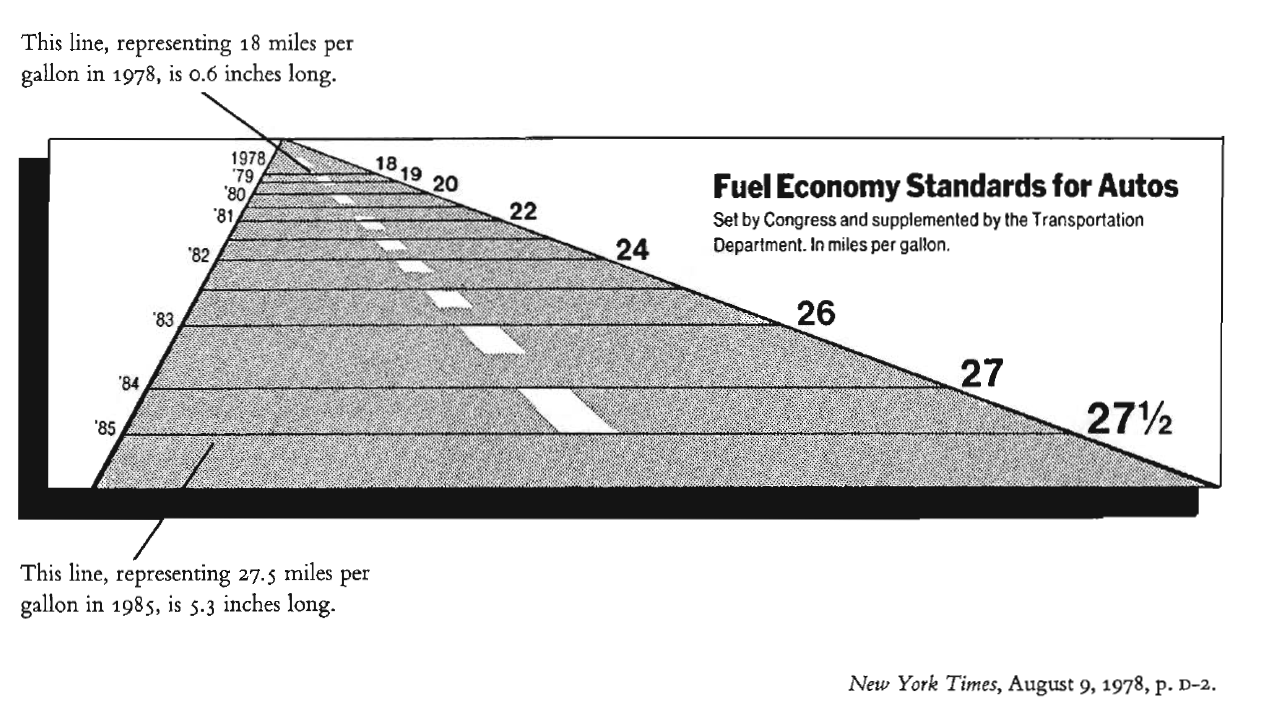 This line, representing 18 miles per
gallon in 1978, is 0.6 inches long.
1978
'79
'80
'81
'82
'83
'84
'85
18
19
20
22
24
26
27
27½
Fuel Economy Standards for Autos
Set by Congress and supplemented by the Transportation
Department. In miles per gallon.
This line, representing 27.5 miles per
gallon in 1985, is 5.3 inches long.
New York Times, August 9, 1978, p. D-2.